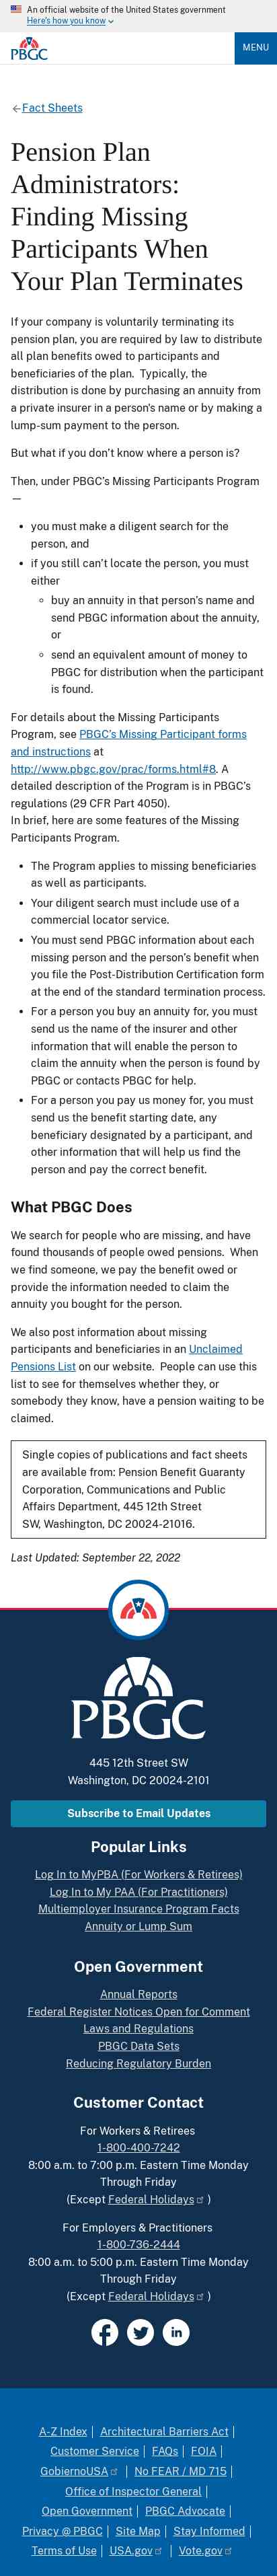 An official website of the United States government
Here's how you know
PBGC
MENU
Fact Sheets
Pension Plan
Administrators:
Finding Missing
Participants When
Your Plan Terminates
If your company is voluntarily terminating its
pension plan, you are required by law to distribute
all plan benefits owed to participants and
beneficiaries of the plan.  Typically, the
distribution is done by purchasing an annuity from
a private insurer in a person's name or by making a
lump-sum payment to the person.
But what if you don’t know where a person is?
Then, under PBGC’s Missing Participants Program
—
• you must make a diligent search for the
person, and
• if you still can’t locate the person, you must
either
◦ buy an annuity in that person’s name and
send PBGC information about the annuity,
or
◦ send an equivalent amount of money to
PBGC for distribution when the participant
is found.
For details about the Missing Participants
Program, see PBGC’s Missing Participant forms
and instructions at
http://www.pbgc.gov/prac/forms.html#8. A
detailed description of the Program is in PBGC’s
regulations (29 CFR Part 4050).
In brief, here are some features of the Missing
Participants Program.
• The Program applies to missing beneficiaries
as well as participants.
• Your diligent search must include use of a
commercial locator service.
• You must send PBGC information about each
missing person and the person’s benefit when
you file the Post-Distribution Certification form
at the end of the standard termination process.
• For a person you buy an annuity for, you must
send us the name of the insurer and other
information that will enable the person to
claim the annuity when the person is found by
PBGC or contacts PBGC for help.
• For a person you pay us money for, you must
send us the benefit starting date, any
beneficiary designated by a participant, and
other information that will help us find the
person and pay the correct benefit.
What PBGC Does
We search for people who are missing, and have
found thousands of people owed pensions.  When
we find someone, we pay the benefit owed or
provide the information needed to claim the
annuity you bought for the person.
We also post information about missing
participants and beneficiaries in an Unclaimed
Pensions List on our website.  People can use this
list to see for themselves whether they, or
somebody they know, have a pension waiting to be
claimed.
Single copies of publications and fact sheets
are available from: Pension Benefit Guaranty
Corporation, Communications and Public
Affairs Department, 445 12th Street
SW, Washington, DC 20024-21016.
Last Updated: September 22, 2022
PBGC
445 12th Street SW
Washington, DC 20024-2101
Subscribe to Email Updates
Popular Links
Log In to MyPBA (For Workers & Retirees)
Log In to My PAA (For Practitioners)
Multiemployer Insurance Program Facts
Annuity or Lump Sum
Open Government
Annual Reports
Federal Register Notices Open for Comment
Laws and Regulations
PBGC Data Sets
Reducing Regulatory Burden
Customer Contact
For Workers & Retirees
1-800-400-7242
8:00 a.m. to 7:00 p.m. Eastern Time Monday
Through Friday
(Except Federal Holidays )
For Employers & Practitioners
1-800-736-2444
8:00 a.m. to 5:00 p.m. Eastern Time Monday
Through Friday
(Except Federal Holidays )
A-Z Index | Architectural Barriers Act |
Customer Service | FAQs | FOIA |
GobiernoUSA | No FEAR / MD 715 |
Office of Inspector General |
Open Government | PBGC Advocate |
Privacy @ PBGC | Site Map | Stay Informed |
Terms of Use | USA.gov | Vote.gov